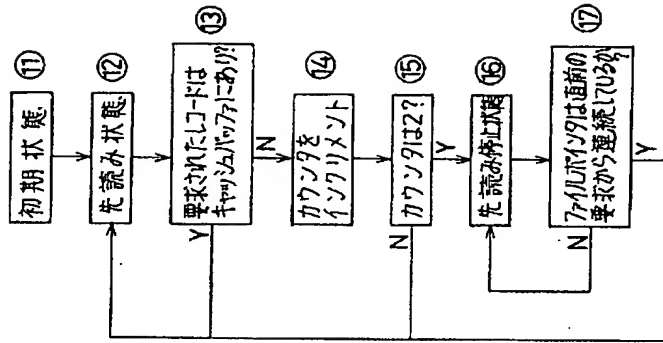 初期状態
⑪
先読み状態
⑫
要求されたレコードは
キャッシュバッファにあり?
⑬
Y
N
カウンタを
インクリメント
⑭
カウンタは2?
⑮
N
Y
先読み停止状態
⑯
ファイルポインタは直前の
要求から連続しているか?
⑰
N
Y